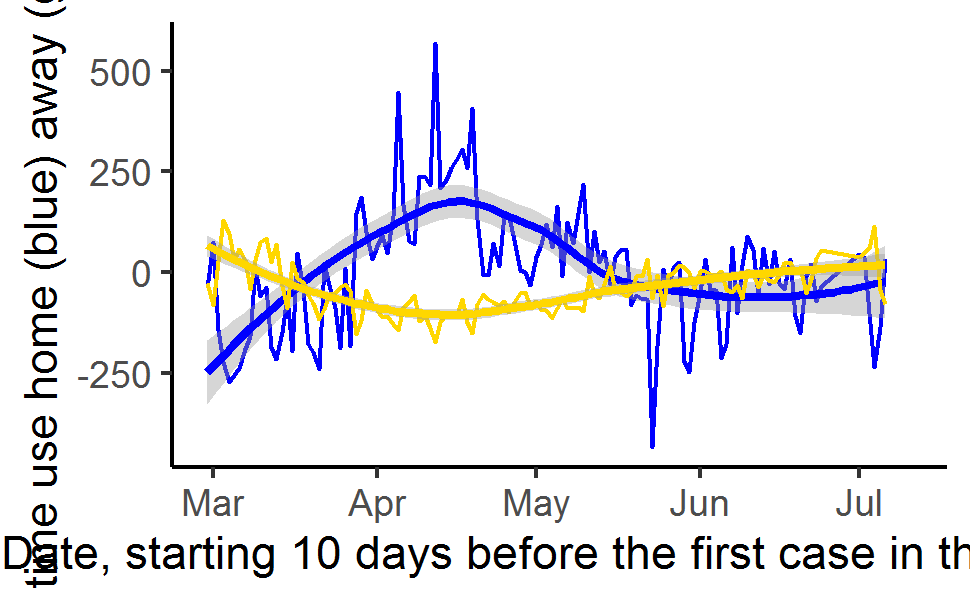 time use home (blue) away (
500
250
0
-250
Mar Apr May Jun Jul
Date, starting 10 days before the first case in th